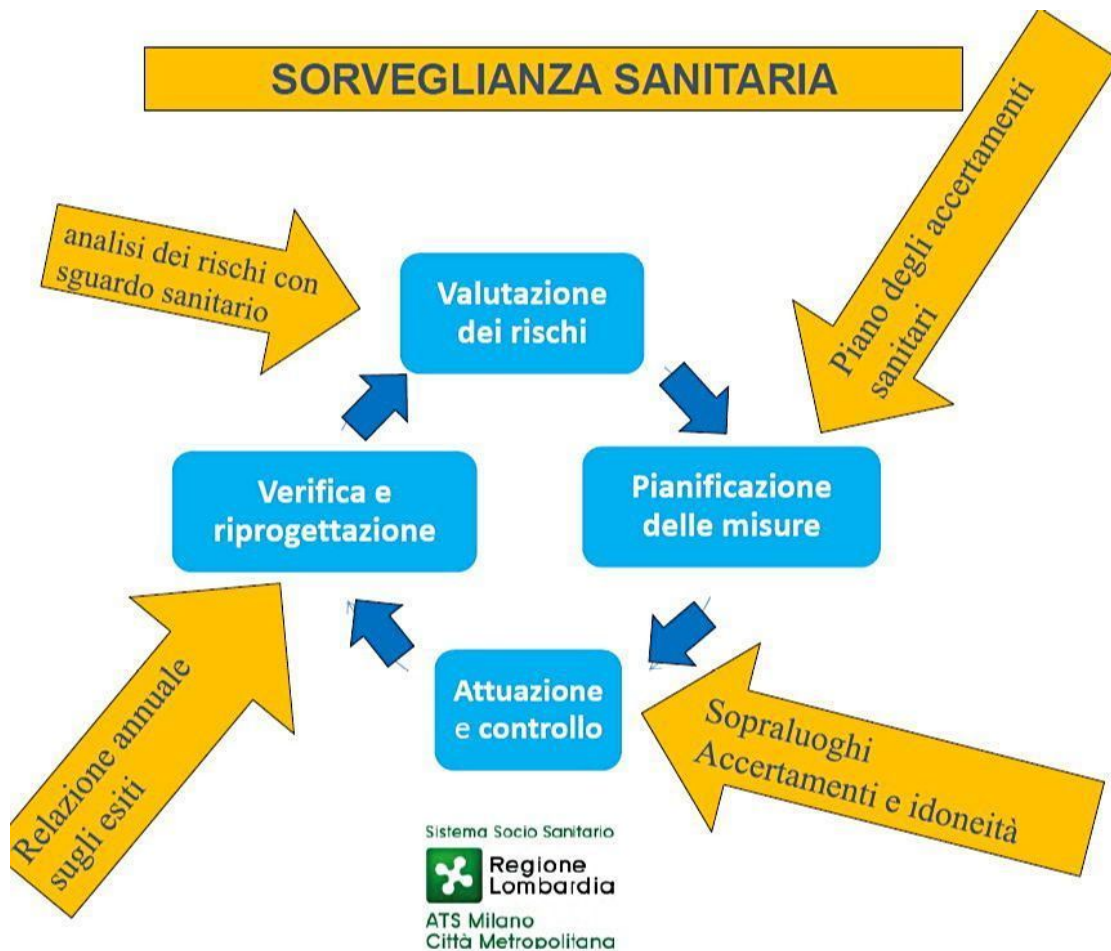 SORVEGLIANZA SANITARIA
analisi dei rischi con
sguardo sanitario
Valutazione
dei rischi
Piano degli accertamenti
sanitari
Verifica e
riprogettazione
Pianificazione
delle misure
Attuazione
e controllo
Relazione annuale
sugli esiti
Sopraluoghi
Accertamenti e idoneità
Sistema Socio Sanitario
Regione
Lombardia
ATS Milano
Città Metropolitana